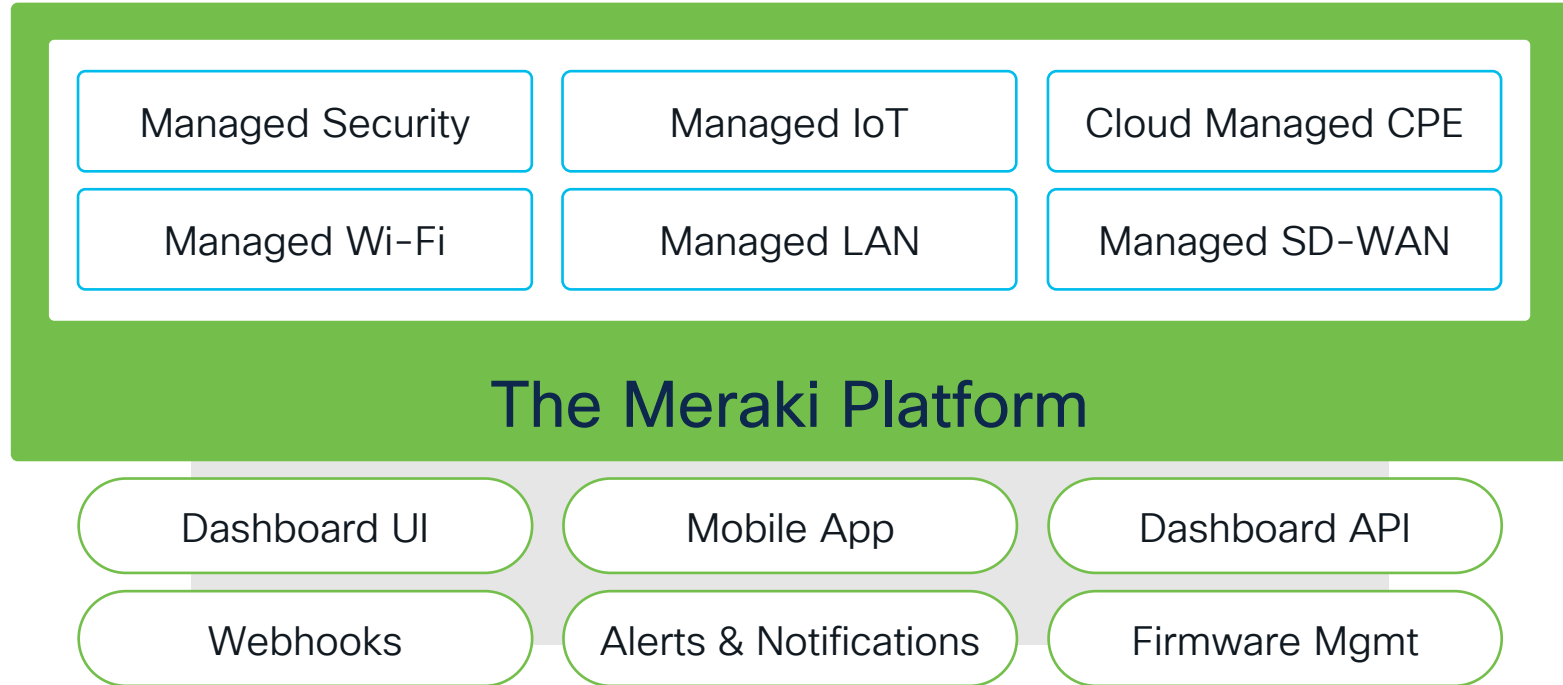 Managed Security
Managed IoT
Cloud Managed CPE
Managed Wi-Fi
Managed LAN
Managed SD-WAN
The Meraki Platform
Dashboard UI
Mobile App
Dashboard API
Webhooks
Alerts & Notifications
Firmware Mgmt